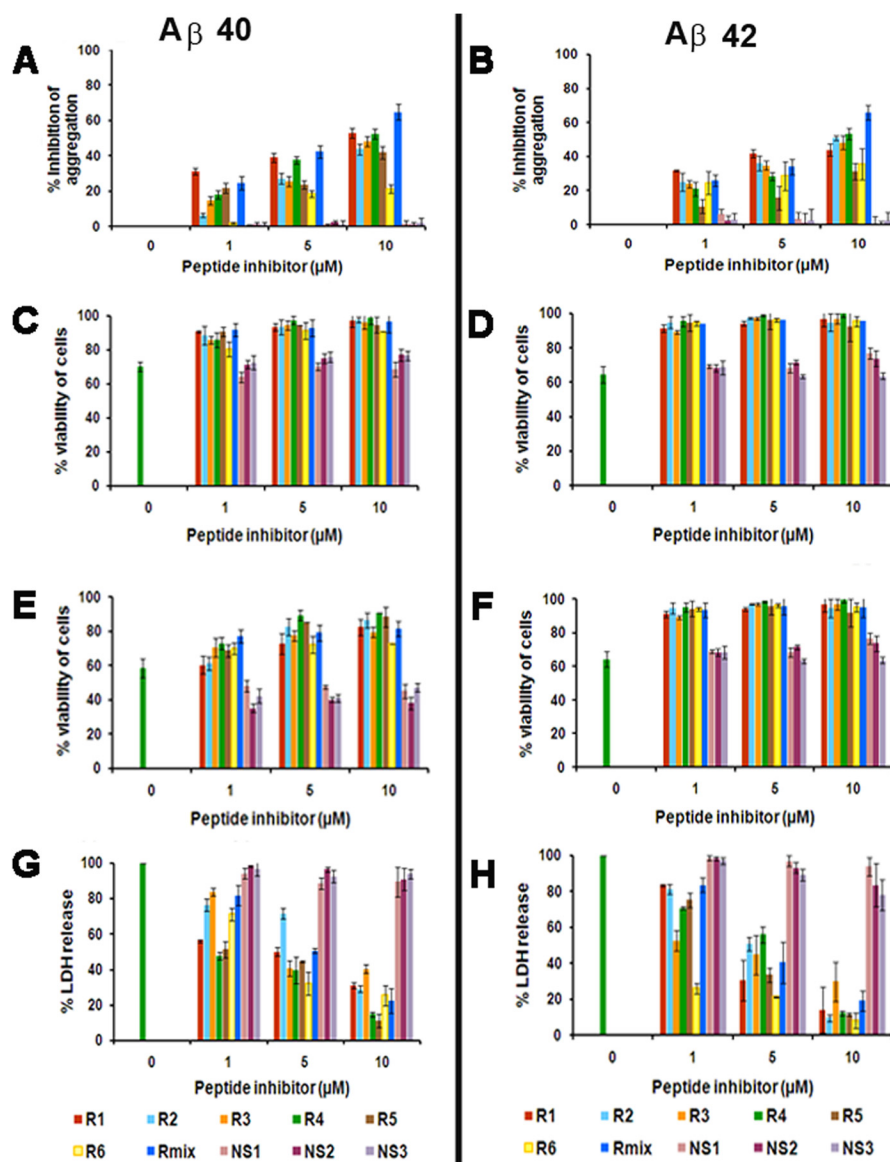 Aβ 40
Aβ 42
A
% Inhibition of
aggregation
100
80
60
40
20
0
0 1 5 10
Peptide inhibitor (µM)
B
% Inhibition of
aggregation
100
80
60
40
20
0
0 1 5 10
Peptide inhibitor (µM)
C
% viability of cells
100
80
60
40
20
0
0 1 5 10
Peptide inhibitor (µM)
D
% viability of cells
100
80
60
40
20
0
0 1 5 10
Peptide inhibitor (µM)
E
% viability of cells
100
80
60
40
20
0
0 1 5 10
Peptide inhibitor (µM)
F
% viability of cells
100
80
60
40
20
0
0 1 5 10
Peptide inhibitor (µM)
G
% LDH release
100
80
60
40
20
0
0 1 5 10
Peptide inhibitor (µM)
H
% LDH release
100
80
60
40
20
0
0 1 5 10
Peptide inhibitor (µM)
R1 R2 R3 R4 R5
R6 Rmix NS1 NS2 NS3
R1 R2 R3 R4 R5
R6 Rmix NS1 NS2 NS3